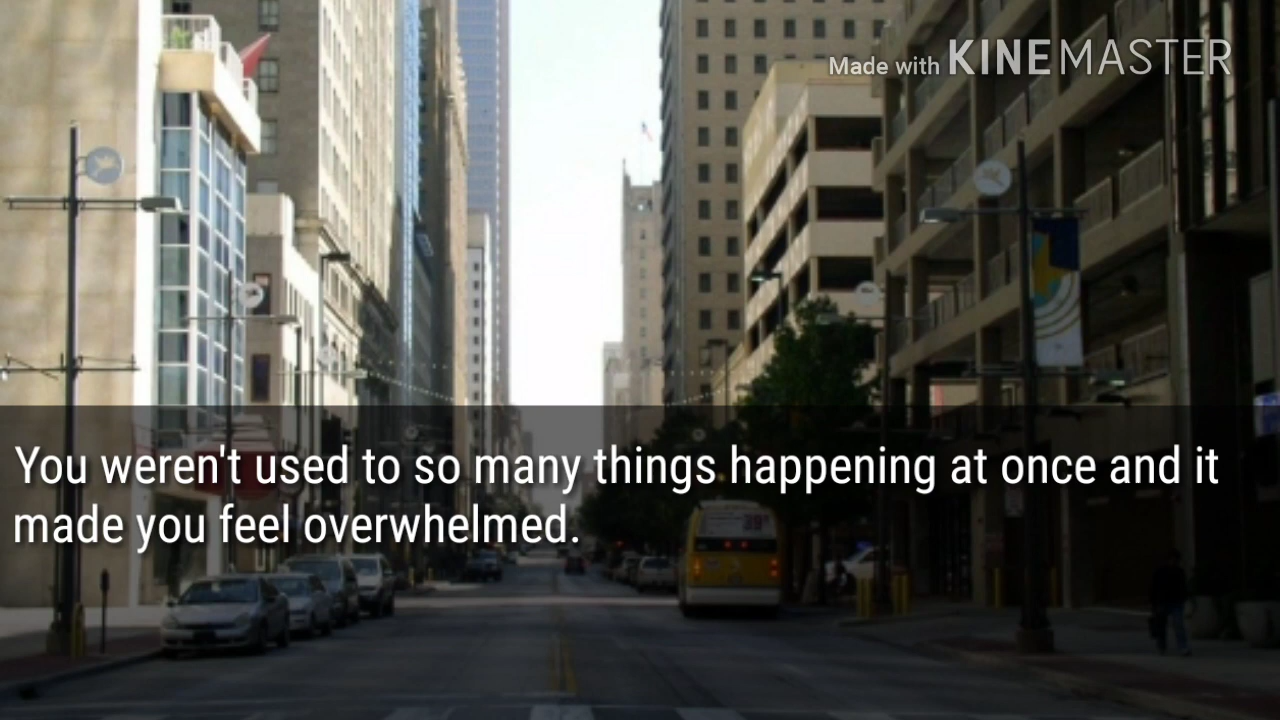 Made with KINEMASTER
You weren't used to so many things happening at once and it
made you feel overwhelmed.